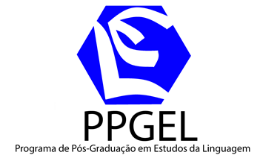 PPGEL
Programa de Pós-Graduação em Estudos da Linguagem